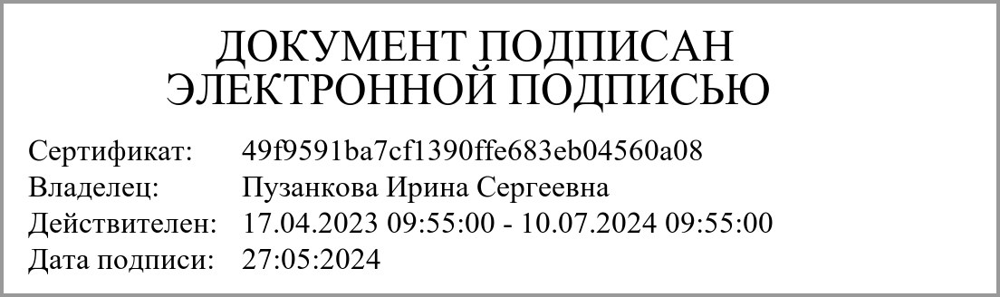 ДОКУМЕНТ ПОДПИСАН
ЭЛЕКТРОННОЙ ПОДПИСЬЮ
Сертификат: 49f9591ba7cf1390ffe683eb04560a08
Владелец: Пузанкова Ирина Сергеевна
Действителен: 17.04.2023 09:55:00 - 10.07.2024 09:55:00
Дата подписи: 27:05:2024